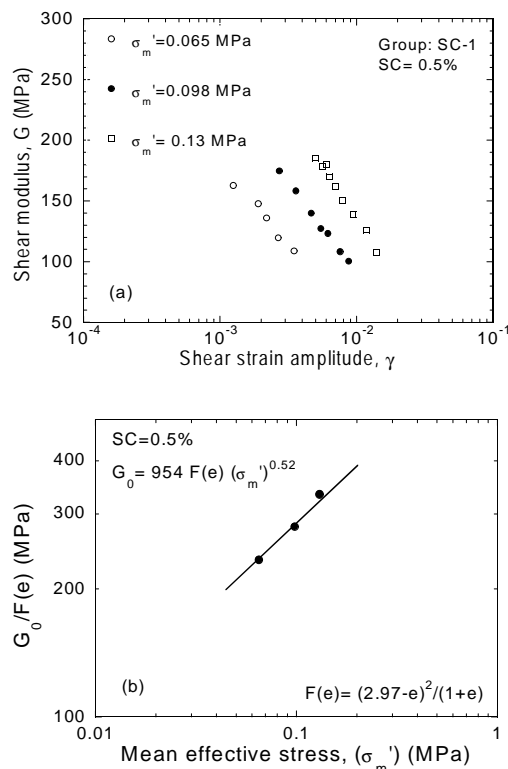 300
250
200
150
100
50
Shear modulus, G (MPa)
○ σm'=0.065 MPa
● σm'=0.098 MPa
□ σm'= 0.13 MPa
Group: SC-1
SC= 0.5%
(a)
10⁻⁴ 10⁻³ 10⁻² 10⁻¹
Shear strain amplitude, γ
400
300
200
100
G₀/F(e) (MPa)
SC=0.5%
G₀= 954 F(e) (σm')^0.52
(b)
F(e)= (2.97-e)²/(1+e)
0.01 0.1 1
Mean effective stress, (σm') (MPa)